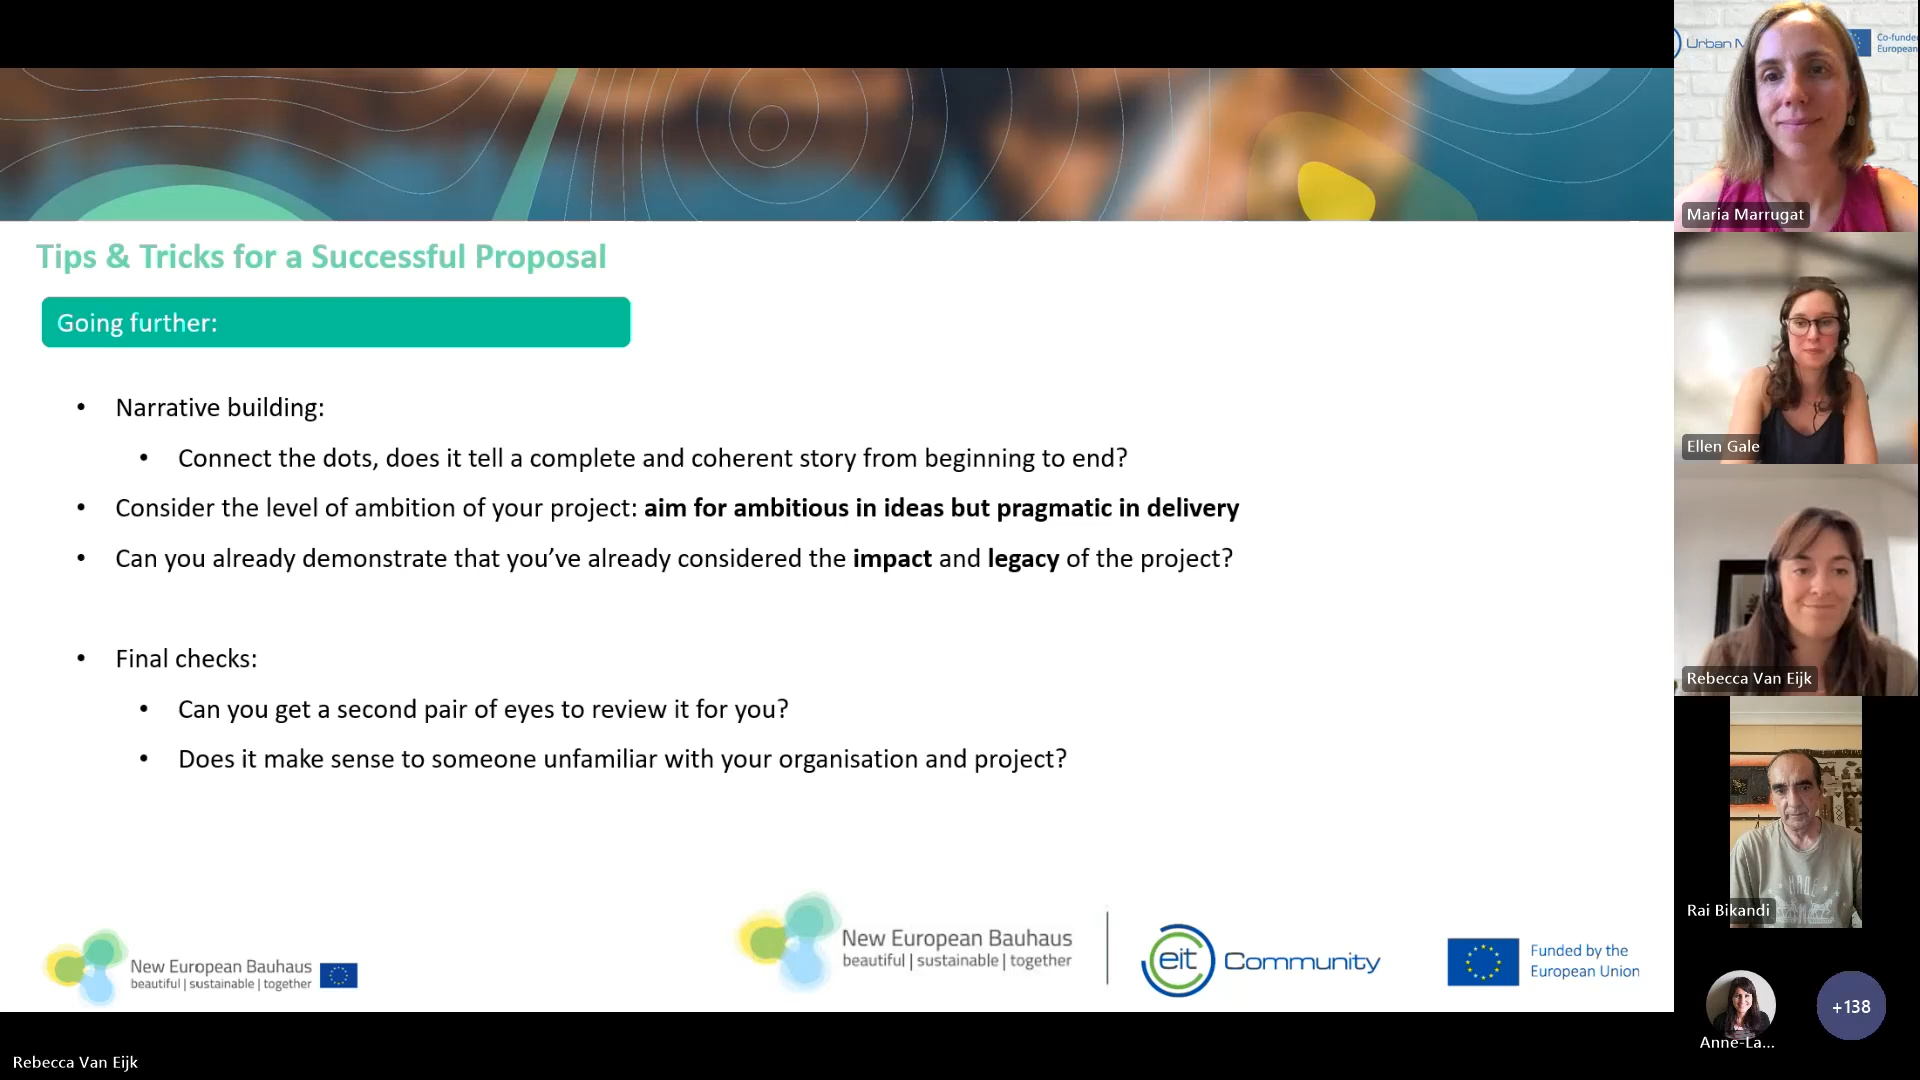 Tips & Tricks for a Successful Proposal
Going further:
• Narrative building:
• Connect the dots, does it tell a complete and coherent story from beginning to end?
• Consider the level of ambition of your project: aim for ambitious in ideas but pragmatic in delivery
• Can you already demonstrate that you’ve already considered the impact and legacy of the project?
• Final checks:
• Can you get a second pair of eyes to review it for you?
• Does it make sense to someone unfamiliar with your organisation and project?
New European Bauhaus
beautiful | sustainable | together
New European Bauhaus
beautiful | sustainable | together
eit Community
Funded by the
European Union
Rebecca Van Eijk
Urban M
Co-funde
European
Maria Marrugat
Ellen Gale
Rebecca Van Eijk
Rai Bikandi
Anne-La...
+138